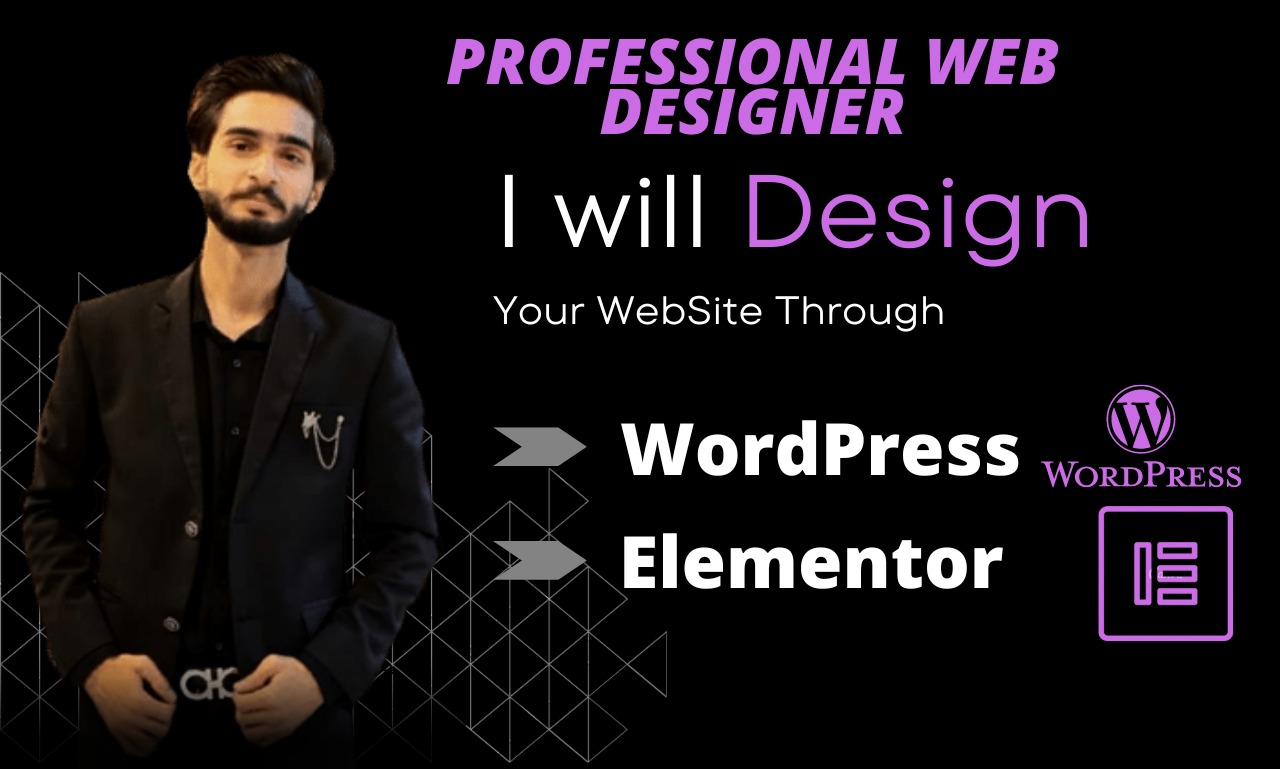 PROFESSIONAL WEB
DESIGNER
I will Design
Your WebSite Through
WordPress
WORDPRESS
Elementor